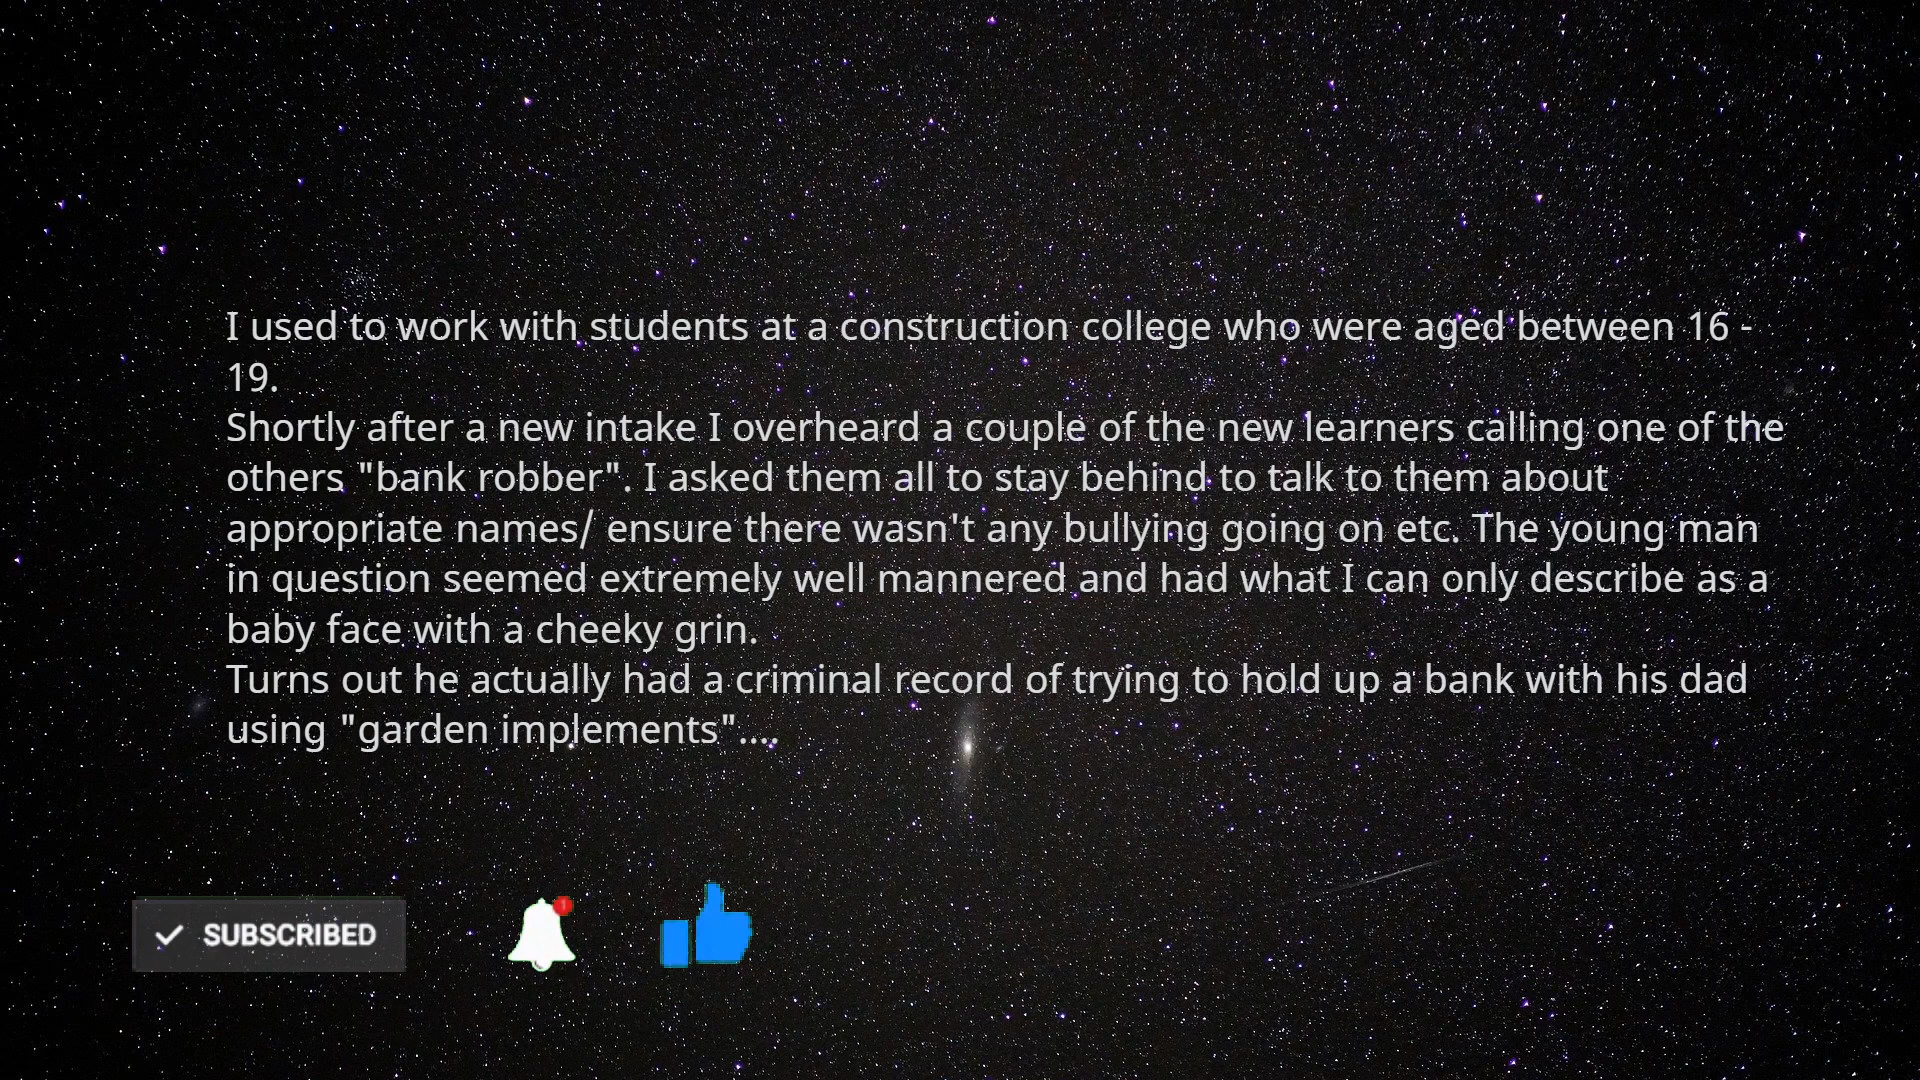 I used to work with students at a construction college who were aged between 16 -
19.
Shortly after a new intake I overheard a couple of the new learners calling one of the
others "bank robber". I asked them all to stay behind to talk to them about
appropriate names/ ensure there wasn't any bullying going on etc. The young man
in question seemed extremely well mannered and had what I can only describe as a
baby face with a cheeky grin.
Turns out he actually had a criminal record of trying to hold up a bank with his dad
using "garden implements"....
SUBSCRIBED
1